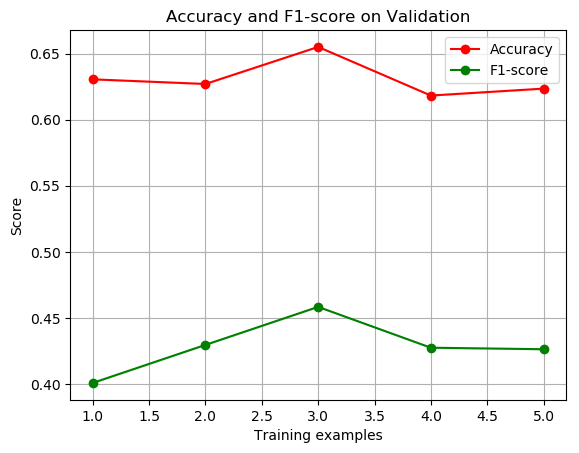 Accuracy and F1-score on Validation
Accuracy
F1-score
0.65
0.60
0.55
0.50
0.45
0.40
Score
1.0 1.5 2.0 2.5 3.0 3.5 4.0 4.5 5.0
Training examples